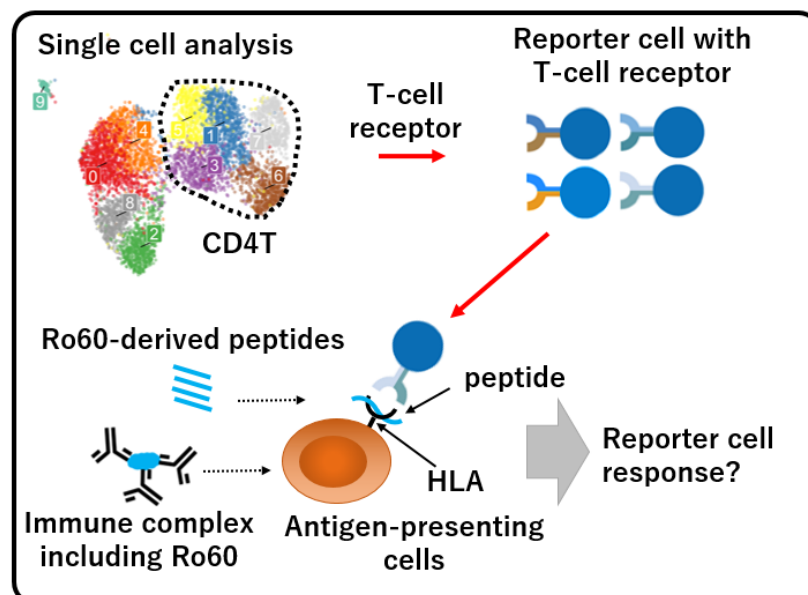 Single cell analysis
Reporter cell with
T-cell receptor
T-cell
receptor
9
4
5
1
0
3
6
8
2
CD4T
Ro60-derived peptides
peptide
HLA
Reporter cell
response?
Immune complex
including Ro60
Antigen-presenting
cells